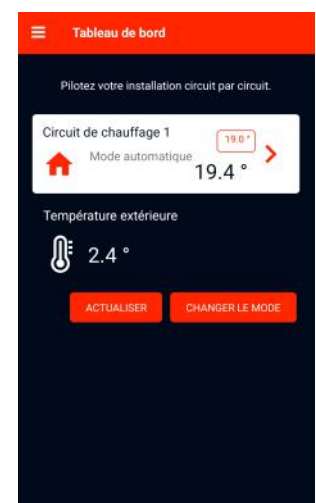 Tableau de bord
Pilotez votre installation circuit par circuit.
Circuit de chauffage 1
19.0 °
Mode automatique
19.4 °
Température extérieure
2.4 °
ACTUALISER
CHANGER LE MODE